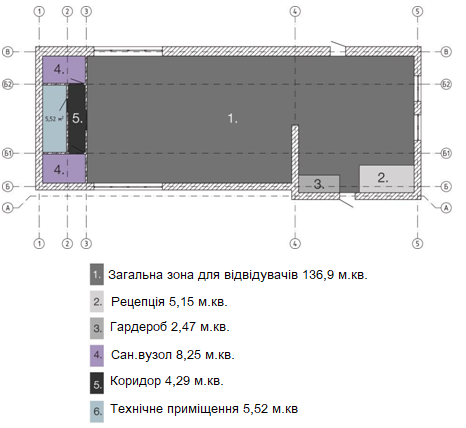 1 2 3 4 5
В В
4.
Б2 Б2
5,52 м² 5. 1.
Б1 Б1
4. 3. 2.
Б Б
А А
1 2 3 4 5
1. Загальна зона для відвідувачів 136,9 м.кв.
2. Рецепція 5,15 м.кв.
3. Гардероб 2,47 м.кв.
4. Сан.вузол 8,25 м.кв.
5. Коридор 4,29 м.кв.
6. Технічне приміщення 5,52 м.кв